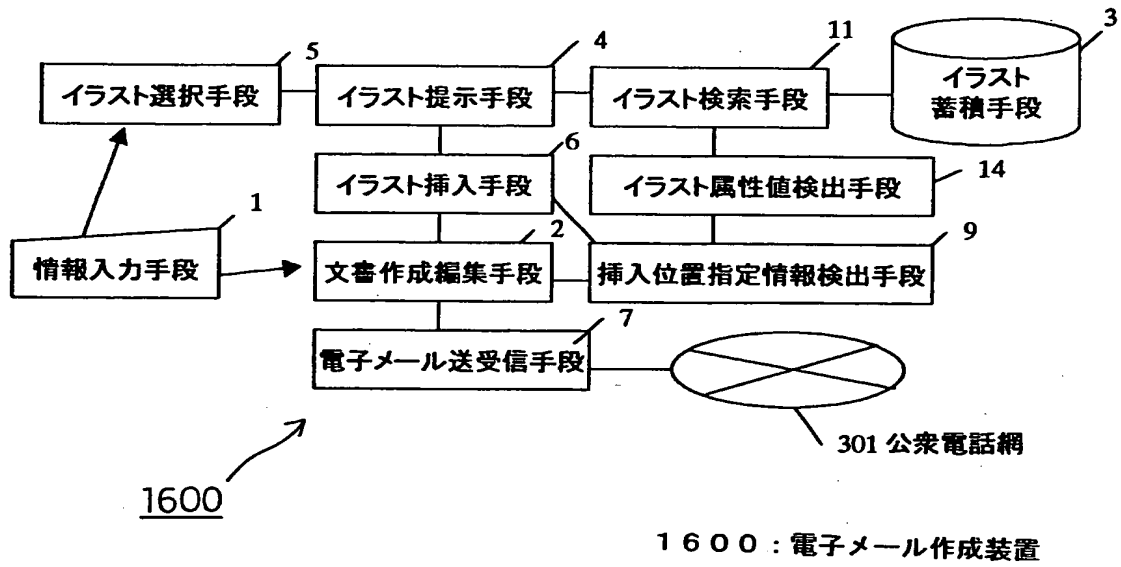 5
4
11
3
イラスト選択手段
イラスト提示手段
イラスト検索手段
イラスト
蓄積手段
6
14
イラスト挿入手段
イラスト属性値検出手段
1
2
9
情報入力手段
文書作成編集手段
挿入位置指定情報検出手段
7
電子メール送受信手段
301 公衆電話網
1600
1600:電子メール作成装置